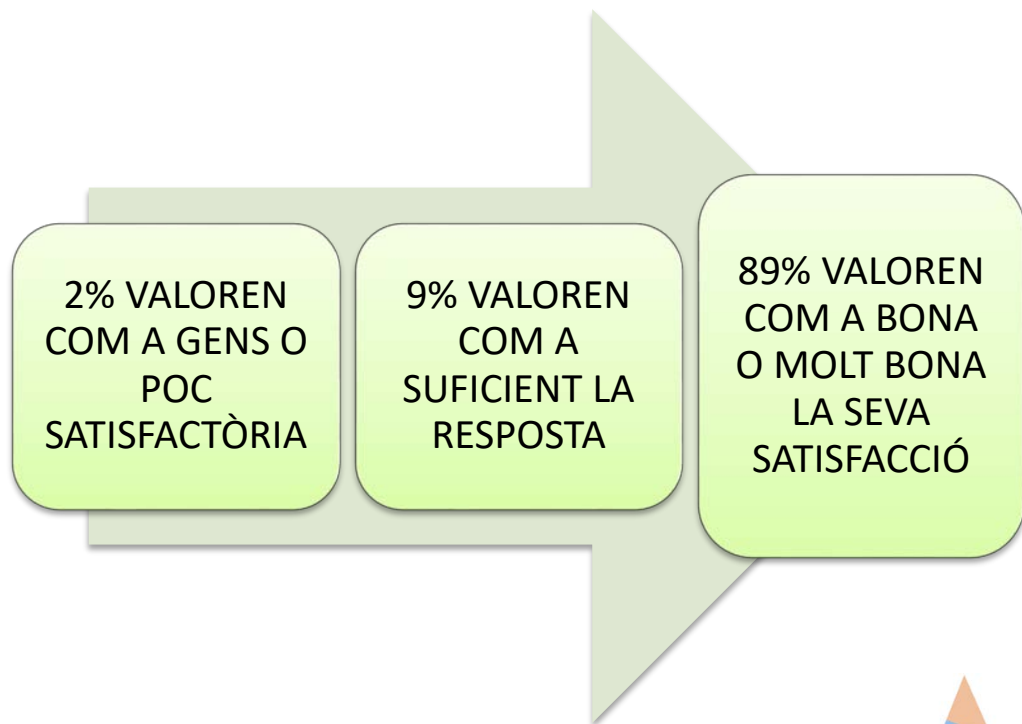 2% VALOREN
COM A GENS O
POC
SATISFACTÒRIA
9% VALOREN
COM A
SUFICIENT LA
RESPOSTA
89% VALOREN
COM A BONA
O MOLT BONA
LA SEVA
SATISFACCIÓ